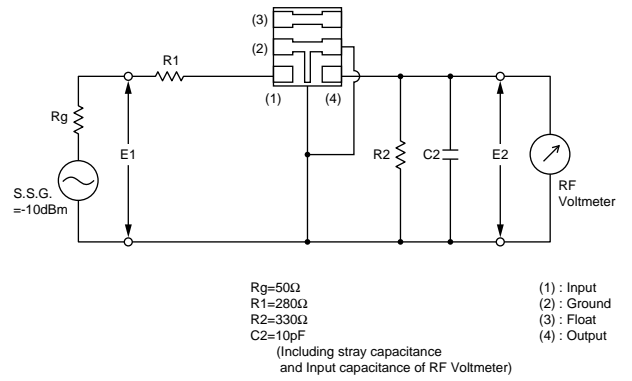 (3)
(2)
R1
(1)
(4)
Rg
E1
R2
C2
E2
S.S.G.
=-10dBm
RF
Voltmeter
Rg=50Ω
R1=280Ω
R2=330Ω
C2=10pF
(Including stray capacitance
and Input capacitance of RF Voltmeter)
(1) : Input
(2) : Ground
(3) : Float
(4) : Output